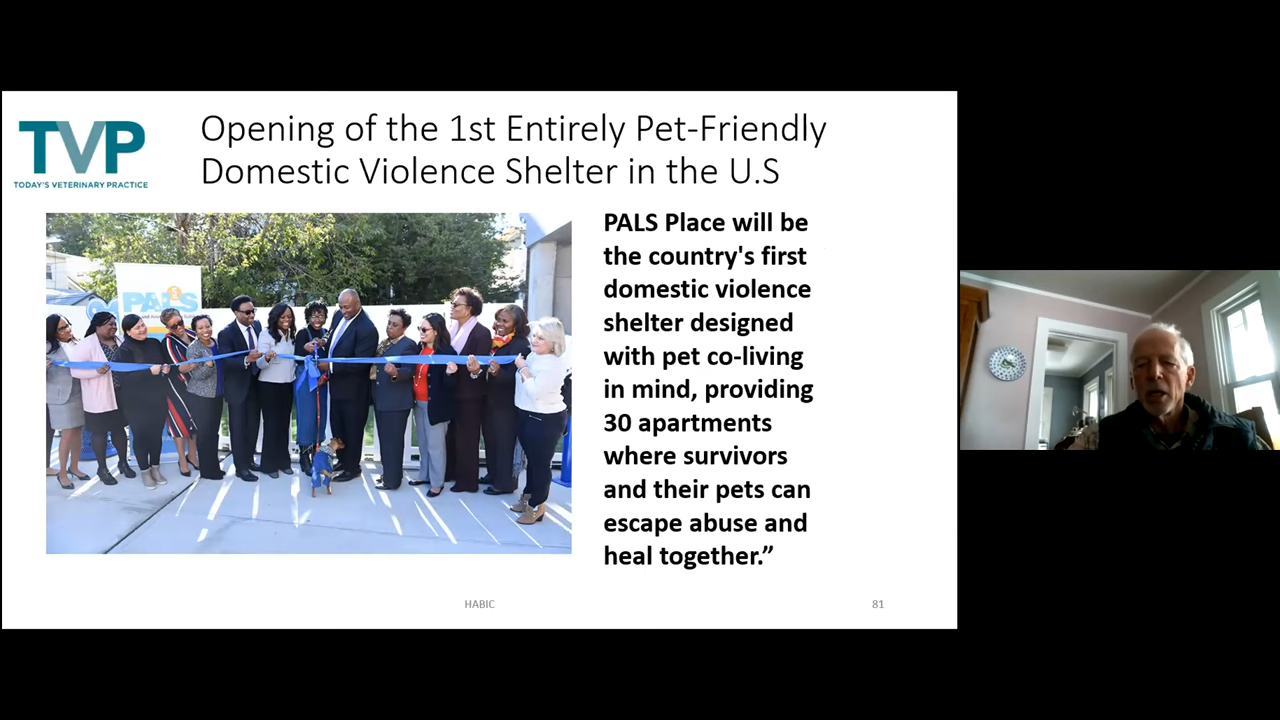 TVP
TODAY'S VETERINARY PRACTICE
Opening of the 1st Entirely Pet-Friendly
Domestic Violence Shelter in the U.S
PALS
PALS Place will be
the country's first
domestic violence
shelter designed
with pet co-living
in mind, providing
30 apartments
where survivors
and their pets can
escape abuse and
heal together.”
HABIC
81